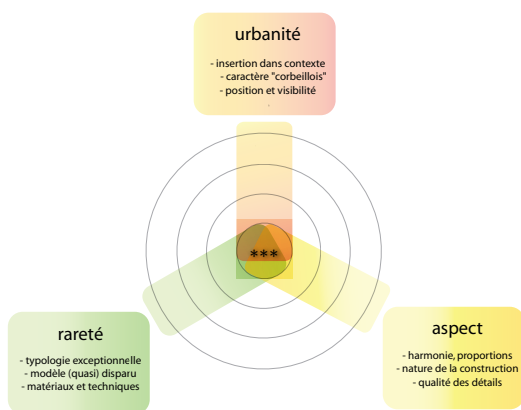 urbanité
- insertion dans contexte
- caractère "corbeillois"
- position et visibilité
***
rareté
- typologie exceptionnelle
- modèle (quasi) disparu
- matériaux et techniques
aspect
- harmonie, proportions
- nature de la construction
- qualité des détails